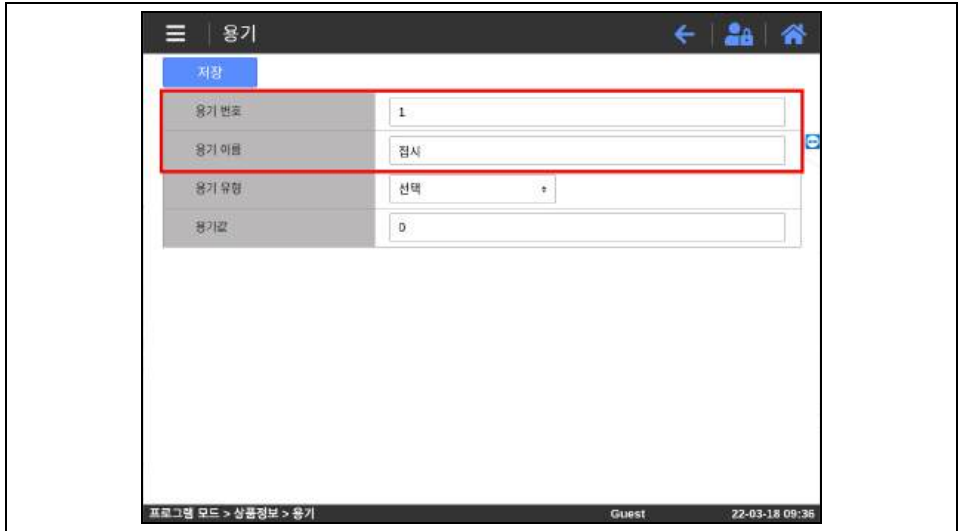 용기
저장
용기 번호 1
용기 이름 접시
용기 유형 선택
용기값 0
프로그램 모드 > 상품정보 > 용기 Guest 22-03-18 09:36